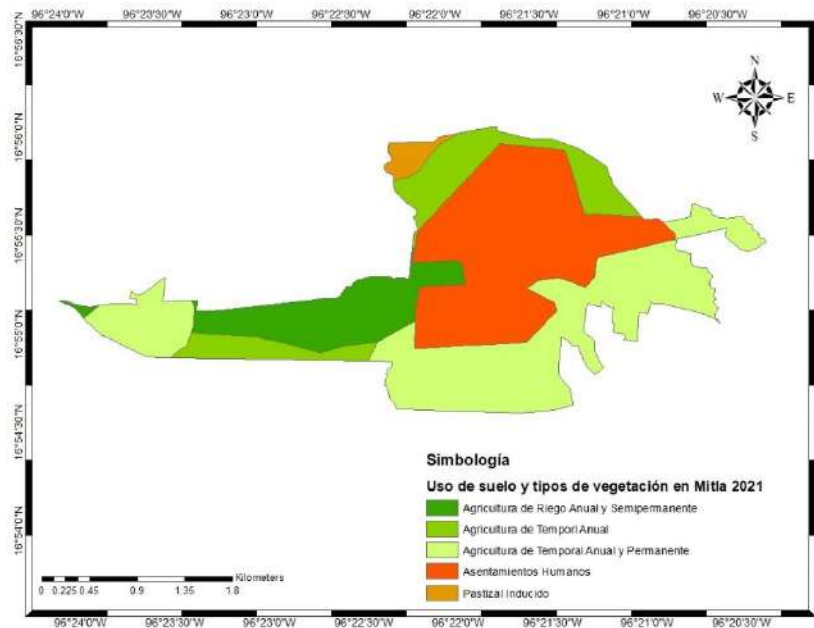 96°24'0"W 96°23'30"W 96°23'0"W 96°22'30"W 96°22'0"W 96°21'30"W 96°21'0"W 96°20'30"W
16°56'30"N
16°56'0"N
16°55'30"N
16°55'0"N
16°54'30"N
16°54'0"N
N
W E
S
Simbología
Uso de suelo y tipos de vegetación en Mitla 2021
Agricultura de Riego Anual y Semipermanente
Agricultura de Temporl Anual
Agricultura de Temporal Anual y Permanente
Asentamientos Humanos
Pastizal Inducido
Kilometers
0 0.225 0.45 0.9 1.35 1.8
96°24'0"W 96°23'30"W 96°23'0"W 96°22'30"W 96°22'0"W 96°21'30"W 96°21'0"W 96°20'30"W